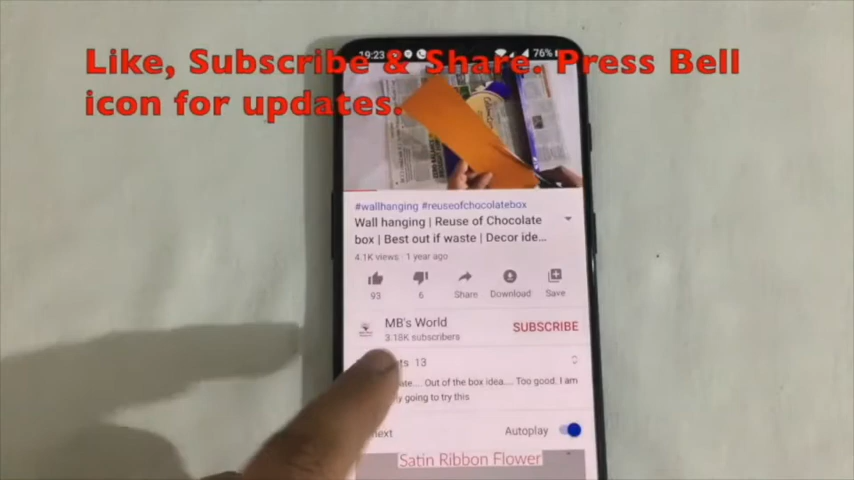 Like, Subscribe & Share. Press Bell
icon for updates.
19:23
76%
#wallhanging #reuseofchocolatebox
Wall hanging | Reuse of Chocolate
box | Best out if waste | Decor ide...
4.1K views · 1 year ago
93
6
Share
Download
Save
MB's World
3.18K subscribers
SUBSCRIBE
13
Out of the box idea.... Too good. I am
going to try this
next
Autoplay
Satin Ribbon Flower